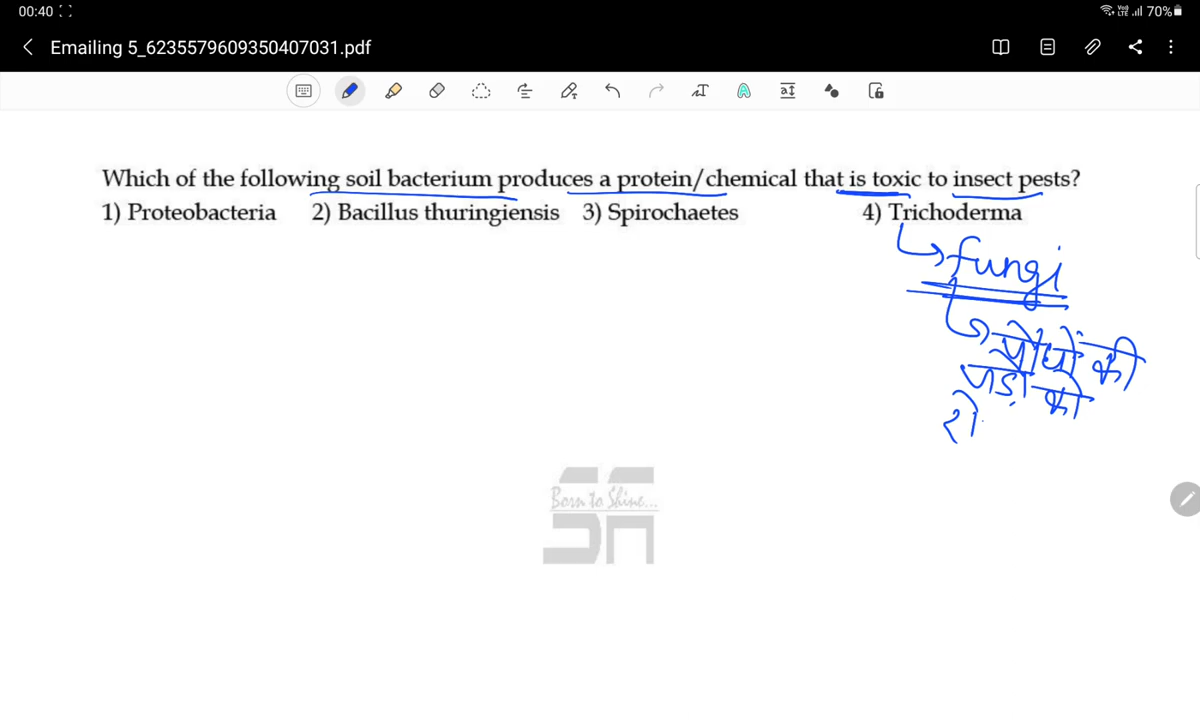 00:40 70%
Emailing 5_6235579609350407031.pdf
Which of the following soil bacterium produces a protein/chemical that is toxic to insect pests?
1) Proteobacteria 2) Bacillus thuringiensis 3) Spirochaetes 4) Trichoderma
fungi
पौधों की
जड़ को
रो
Born to Shine...